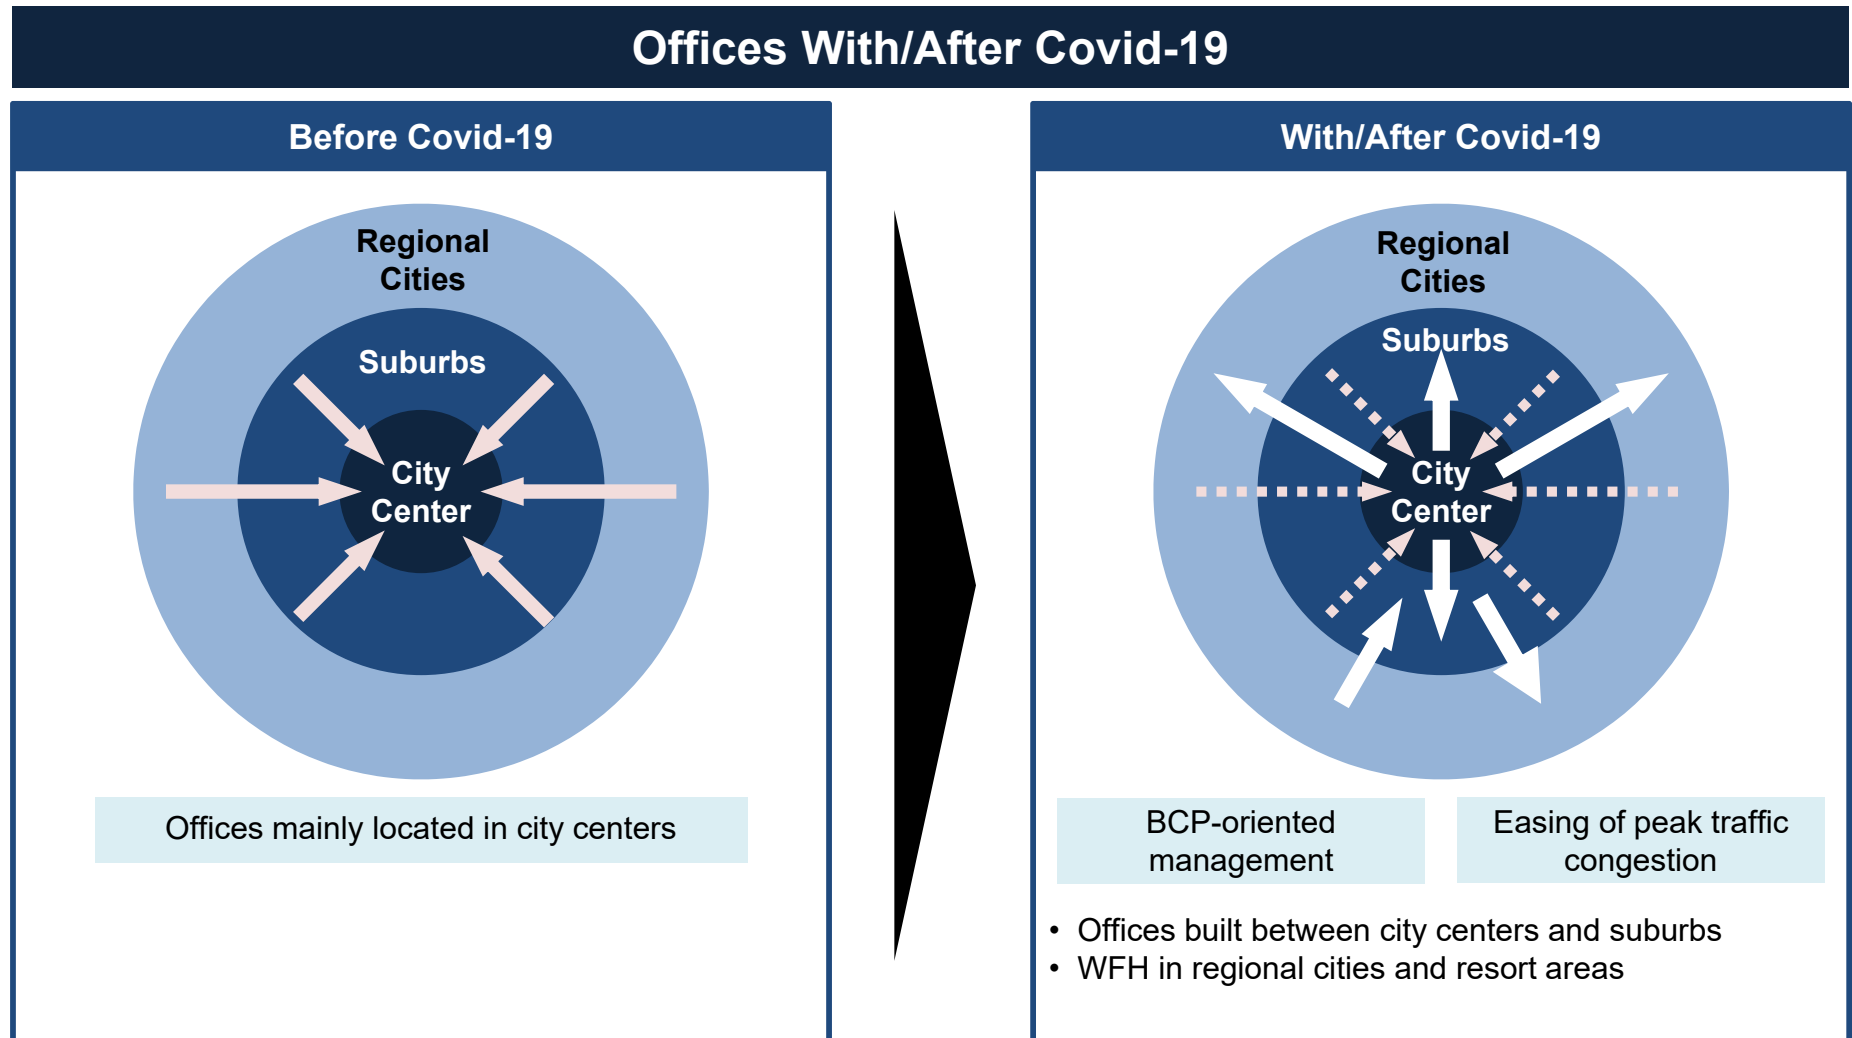 Offices With/After Covid-19
Before Covid-19
Regional
Cities
Suburbs
City
Center
Offices mainly located in city centers
With/After Covid-19
Regional
Cities
Suburbs
City
Center
BCP-oriented
management
Easing of peak traffic
congestion
• Offices built between city centers and suburbs
• WFH in regional cities and resort areas